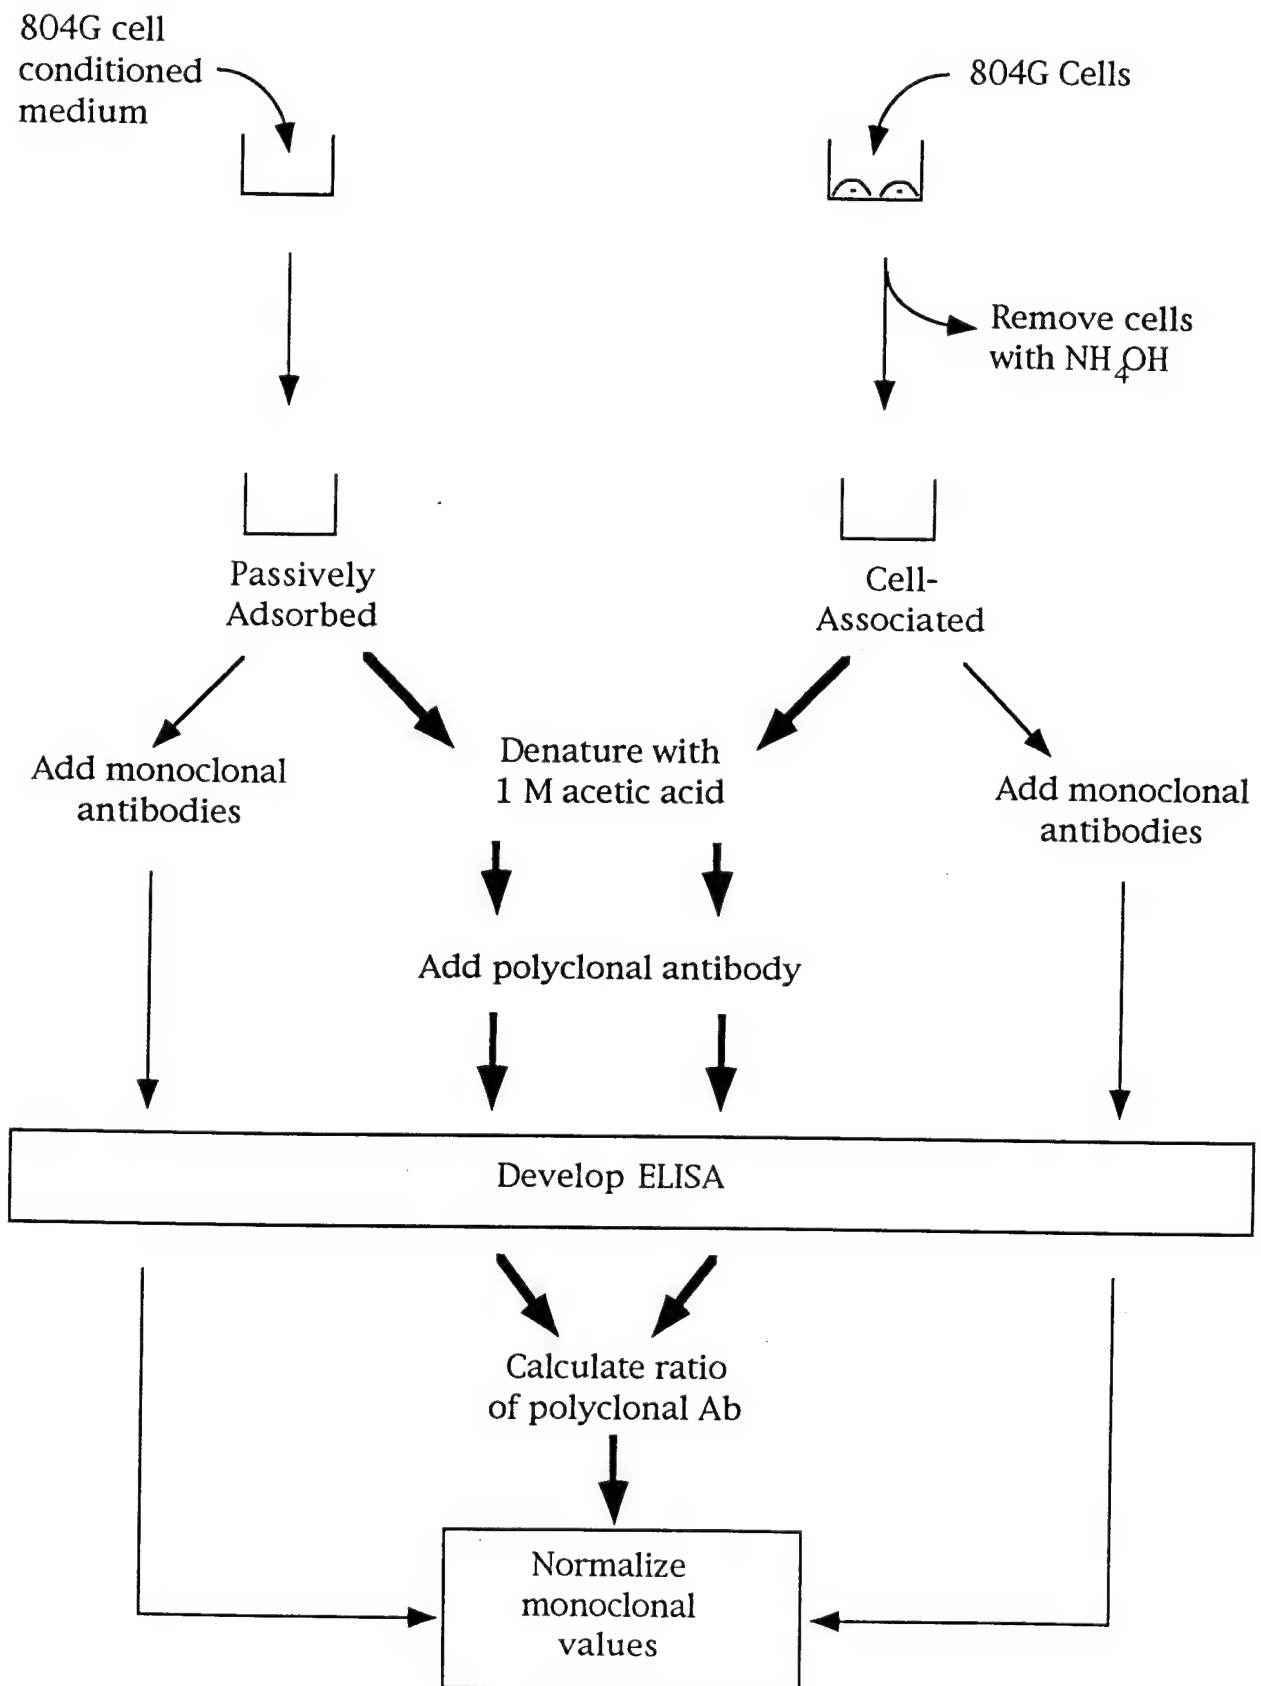 804G cell
conditioned
medium
804G Cells
Remove cells
with NH4OH
Passively
Adsorbed
Cell-
Associated
Add monoclonal
antibodies
Denature with
1 M acetic acid
Add monoclonal
antibodies
Add polyclonal antibody
Develop ELISA
Calculate ratio
of polyclonal Ab
Normalize
monoclonal
values